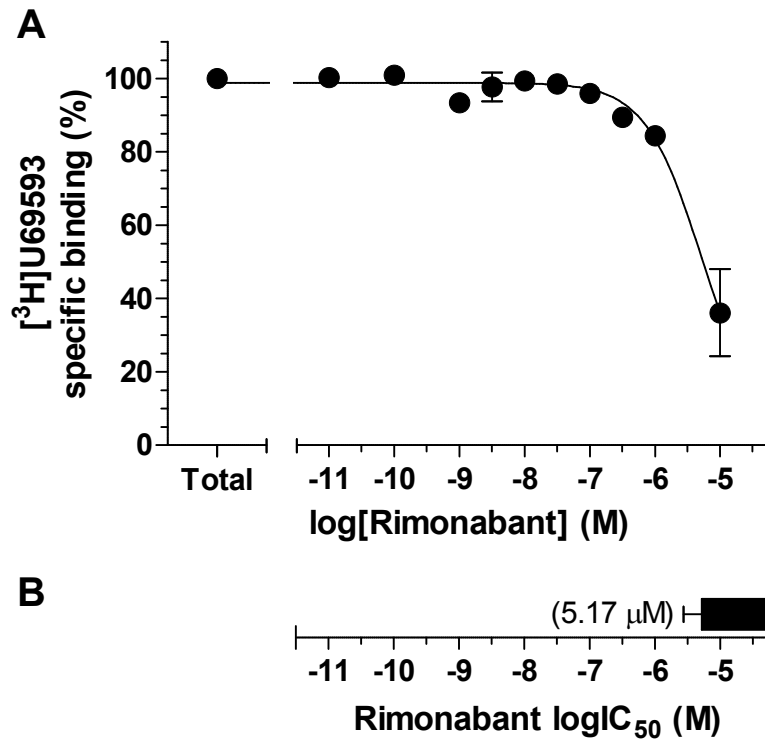 A
[³H]U69593
specific binding (%)
100
80
60
40
20
0
Total
-11 -10 -9 -8 -7 -6 -5
log[Rimonabant] (M)
B
(5.17 μM)
-11 -10 -9 -8 -7 -6 -5
Rimonabant logIC₅₀ (M)